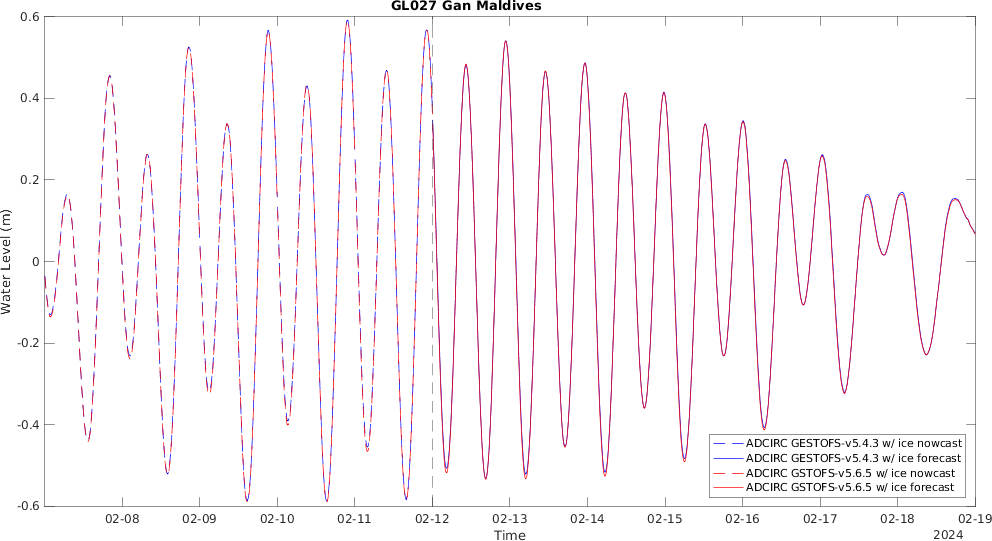 GL027 Gan Maldives
0.6
0.4
0.2
0
-0.2
-0.4
-0.6
Water Level (m)
ADCIRC GESTOFS-v5.4.3 w/ ice nowcast
ADCIRC GESTOFS-v5.4.3 w/ ice forecast
ADCIRC GSTOFS-v5.6.5 w/ ice nowcast
ADCIRC GSTOFS-v5.6.5 w/ ice forecast
02-08 02-09 02-10 02-11 02-12 02-13 02-14 02-15 02-16 02-17 02-18 02-19
Time
2024